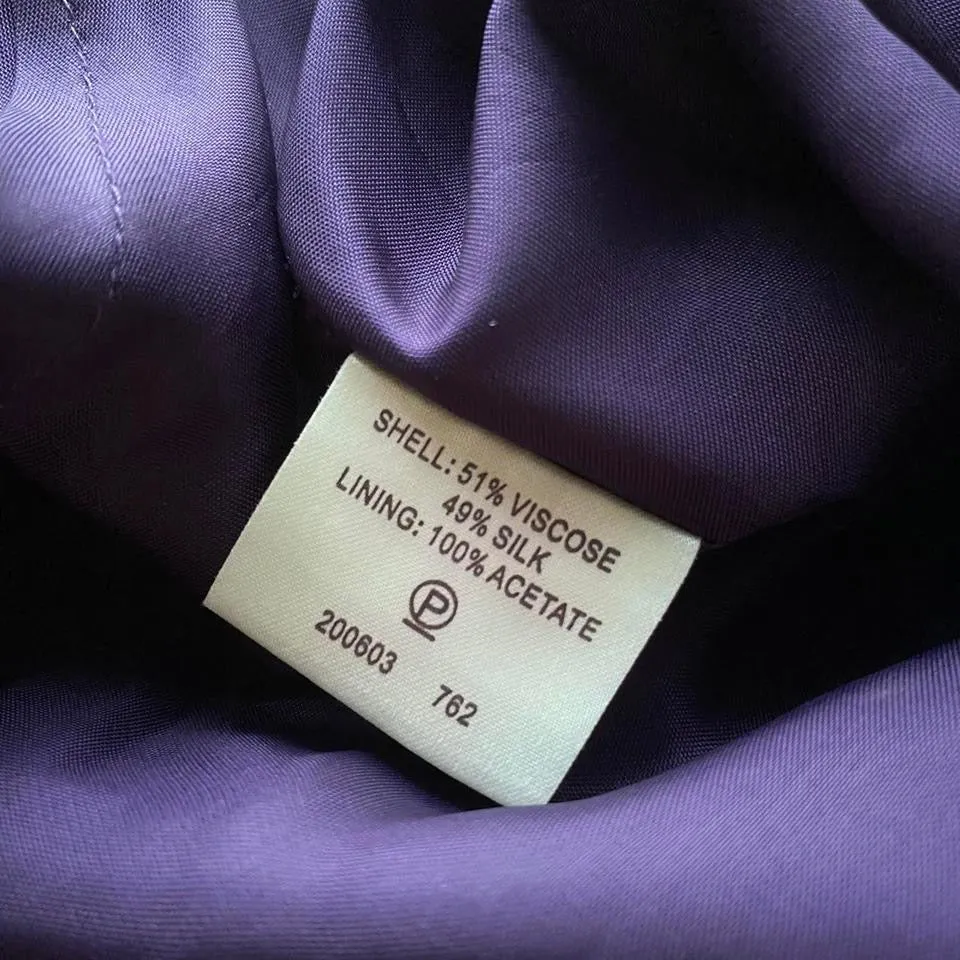 SHELL: 51% VISCOSE
49% SILK
LINING: 100% ACETATE
P
200603 762